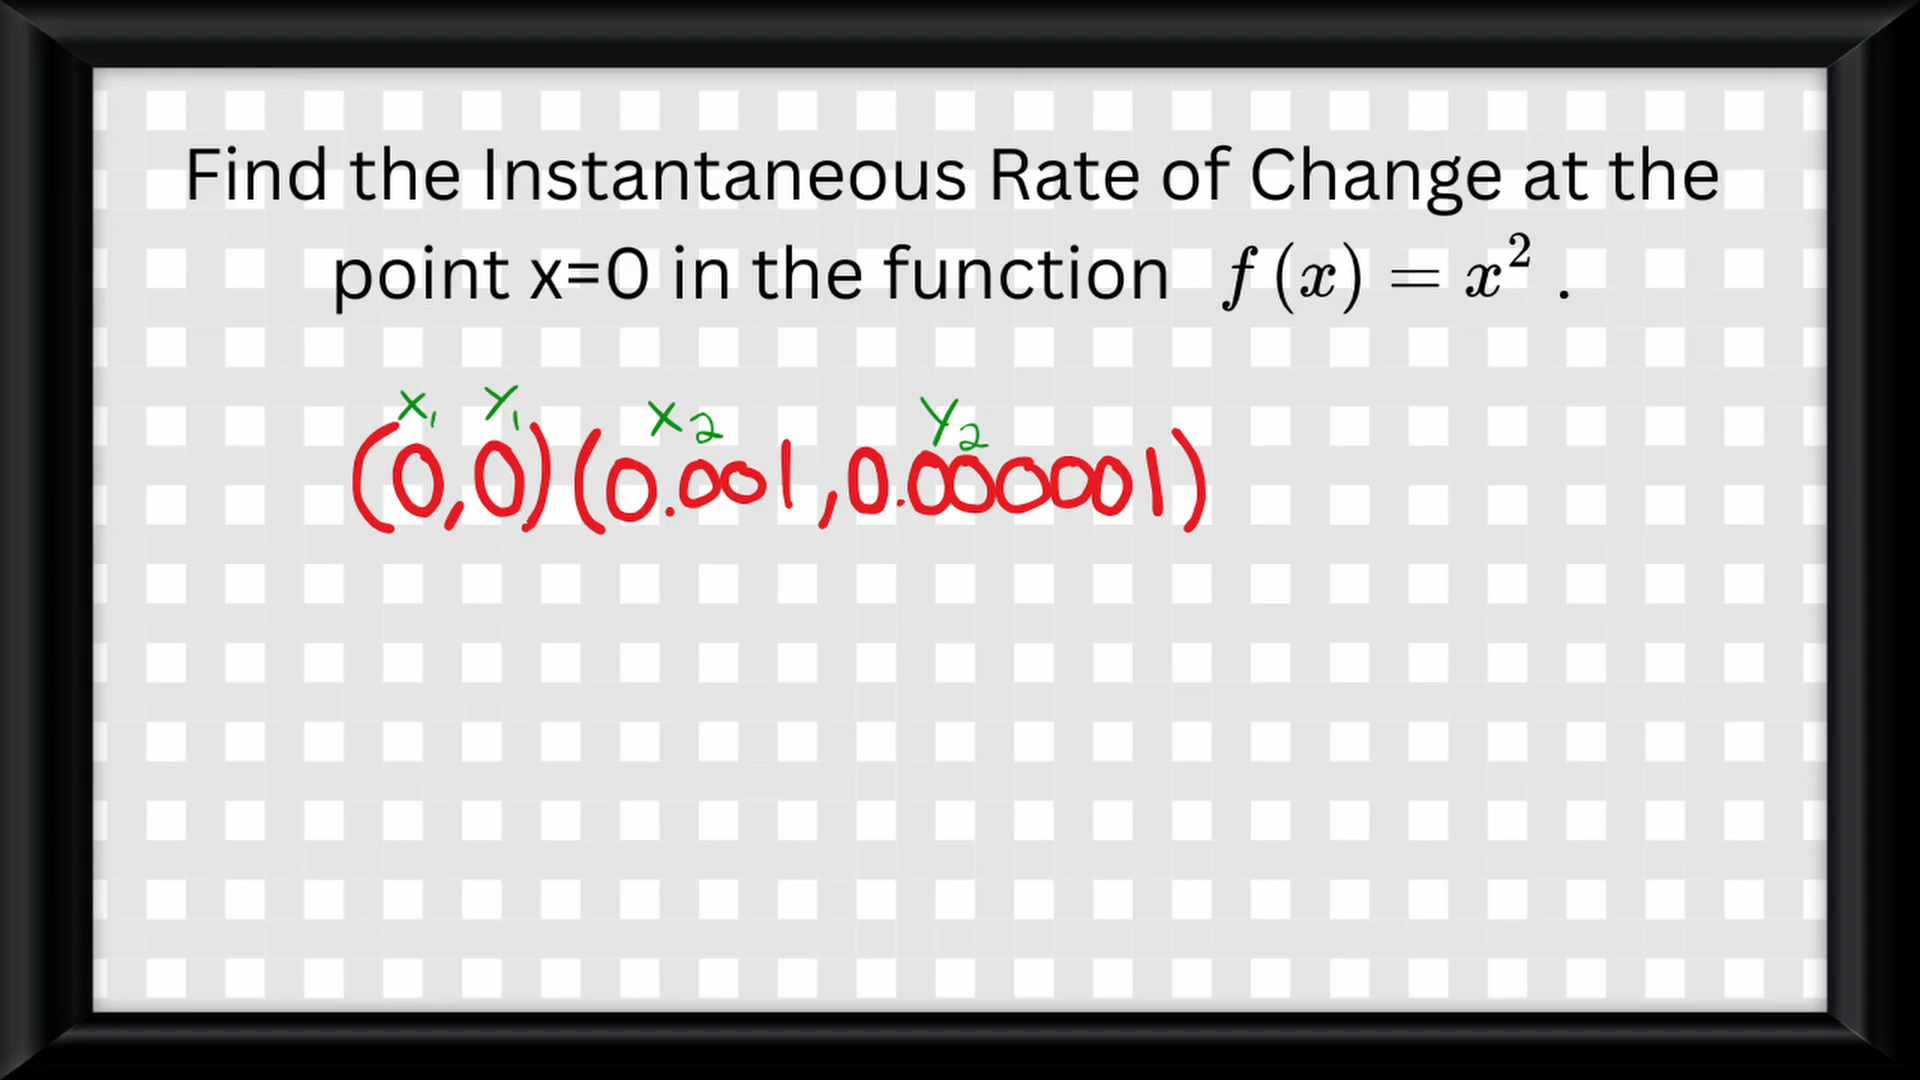 Find the Instantaneous Rate of Change at the
point x=0 in the function f(x) = x² .
x₁ y₁ x₂ y₂
(0,0)(0.001,0.000001)